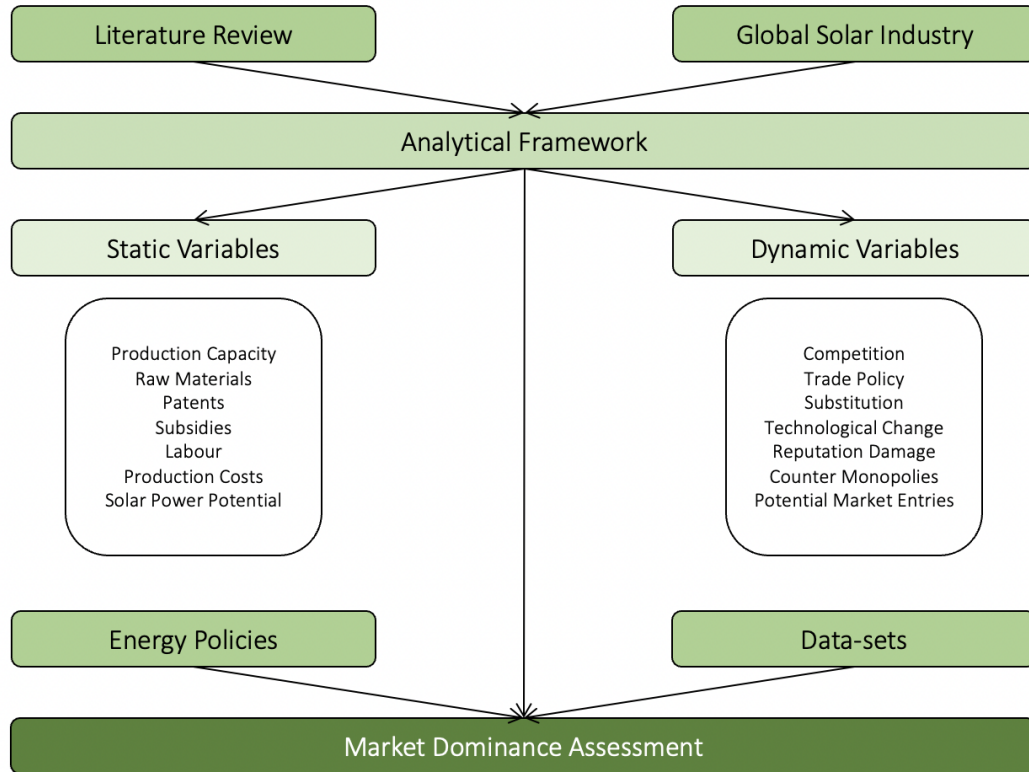 Literature Review
Global Solar Industry
Analytical Framework
Static Variables
Dynamic Variables
Production Capacity
Raw Materials
Patents
Subsidies
Labour
Production Costs
Solar Power Potential
Competition
Trade Policy
Substitution
Technological Change
Reputation Damage
Counter Monopolies
Potential Market Entries
Energy Policies
Data-sets
Market Dominance Assessment